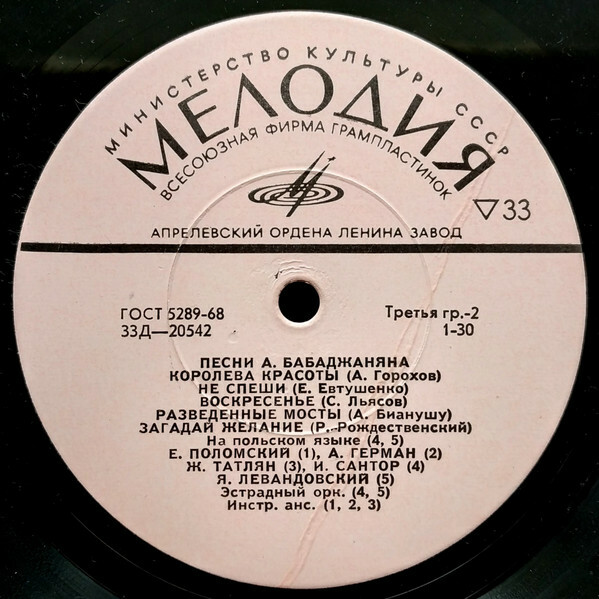 МИНИСТЕРСТВО КУЛЬТУРЫ СССР
МЕЛОДИЯ
ВСЕСОЮЗНАЯ ФИРМА ГРАМПЛАСТИНОК
▽33
АПРЕЛЕВСКИЙ ОРДЕНА ЛЕНИНА ЗАВОД
ГОСТ 5289-68 Третья гр.-2
33Д—20542 1-30
ПЕСНИ А. БАБАДЖАНЯНА
КОРОЛЕВА КРАСОТЫ (А. Горохов)
НЕ СПЕШИ (Е. Евтушенко)
ВОСКРЕСЕНЬЕ (С. Льясов)
РАЗВЕДЕННЫЕ МОСТЫ (А. Бианушу)
ЗАГАДАЙ ЖЕЛАНИЕ (Р. Рождественский)
На польском языке (4, 5)
Е. ПОЛОМСКИЙ (1), А. ГЕРМАН (2)
Ж. ТАТЛЯН (3), И. САНТОР (4)
Я. ЛЕВАНДОВСКИЙ (5)
Эстрадный орк. (4, 5)
Инстр. анс. (1, 2, 3)